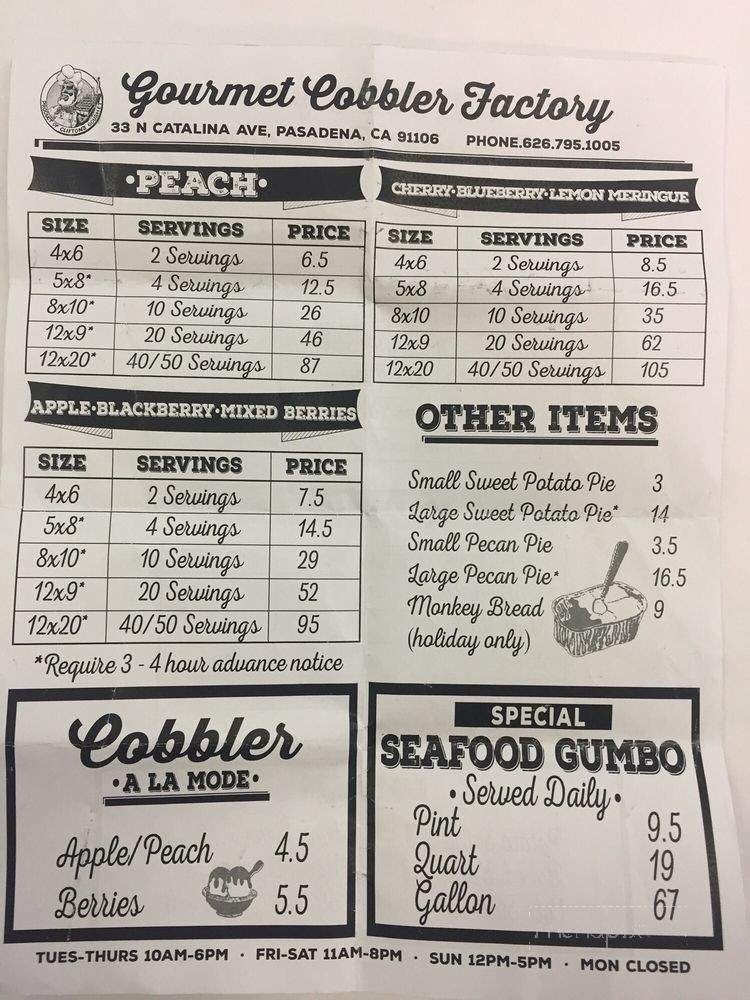 Gourmet Cobbler Factory
33 N CATALINA AVE, PASADENA, CA 91106 PHONE.626.795.1005
·PEACH·
SIZE SERVINGS PRICE
4x6 2 Servings 6.5
5x8* 4 Servings 12.5
8x10* 10 Servings 26
12x9* 20 Servings 46
12x20* 40/50 Servings 87
APPLE·BLACKBERRY·MIXED BERRIES
SIZE SERVINGS PRICE
4x6 2 Servings 7.5
5x8* 4 Servings 14.5
8x10* 10 Servings 29
12x9* 20 Servings 52
12x20* 40/50 Servings 95
*Require 3 - 4 hour advance notice
CHERRY·BLUEBERRY·LEMON MERINGUE
SIZE SERVINGS PRICE
4x6 2 Servings 8.5
5x8 4 Servings 16.5
8x10 10 Servings 35
12x9 20 Servings 62
12x20 40/50 Servings 105
OTHER ITEMS
Small Sweet Potato Pie 3
Large Sweet Potato Pie* 14
Small Pecan Pie 3.5
Large Pecan Pie* 16.5
Monkey Bread 9
(holiday only)
Cobbler
·A LA MODE·
Apple/Peach 4.5
Berries 5.5
SPECIAL
SEAFOOD GUMBO
·Served Daily·
Pint 9.5
Quart 19
Gallon 67
TUES-THURS 10AM-6PM · FRI-SAT 11AM-8PM · SUN 12PM-5PM · MON CLOSED